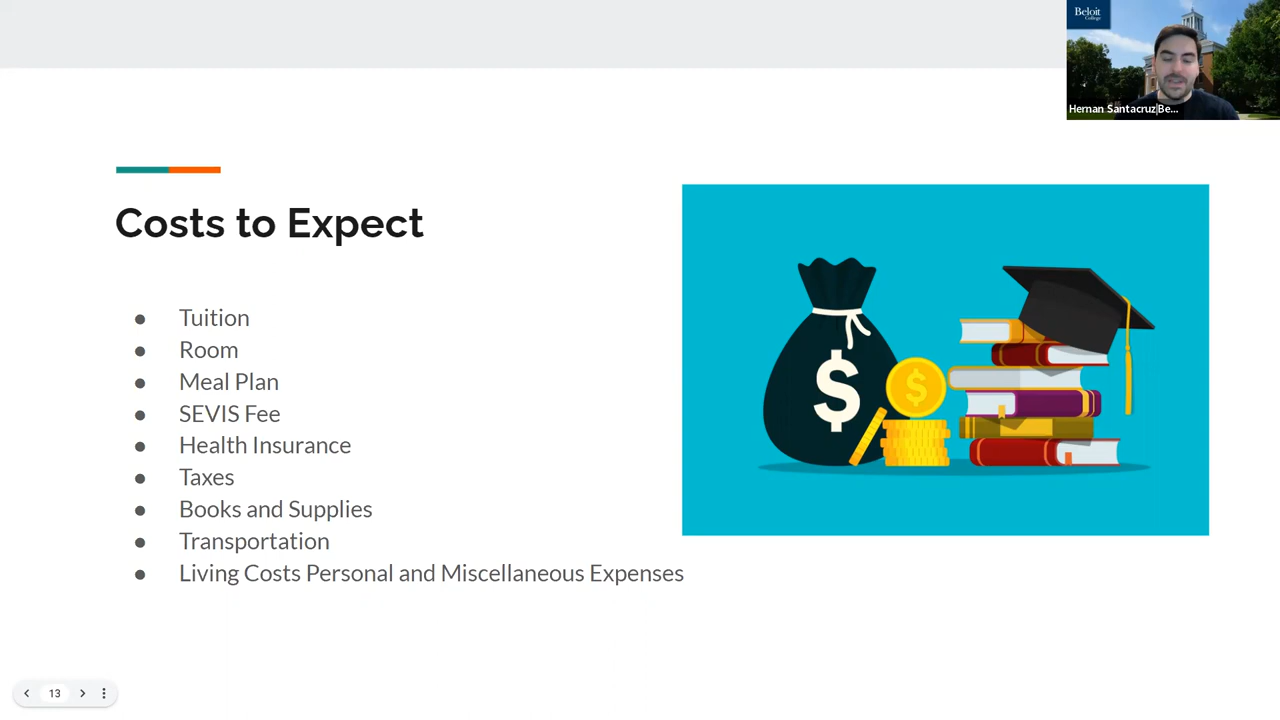 Beloit
College
Hernan Santacruz|Be...
Costs to Expect
● Tuition
● Room
● Meal Plan
● SEVIS Fee
● Health Insurance
● Taxes
● Books and Supplies
● Transportation
● Living Costs Personal and Miscellaneous Expenses
$
$
13